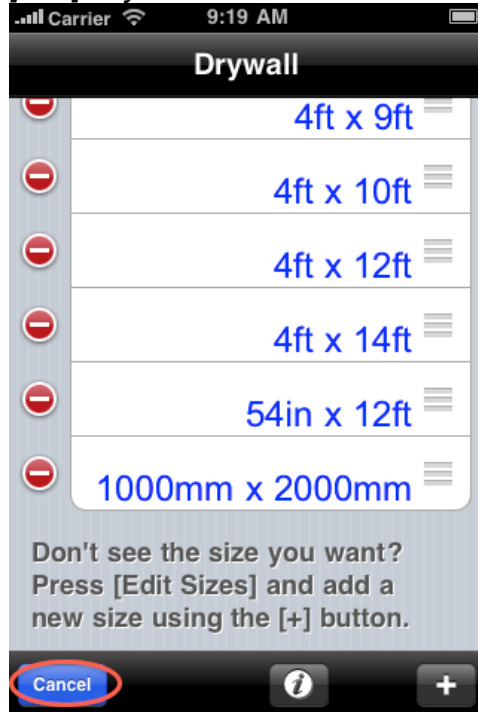 Carrier 9:19 AM
Drywall
4ft x 9ft
4ft x 10ft
4ft x 12ft
4ft x 14ft
54in x 12ft
1000mm x 2000mm
Don't see the size you want?
Press [Edit Sizes] and add a
new size using the [+] button.
Cancel i +